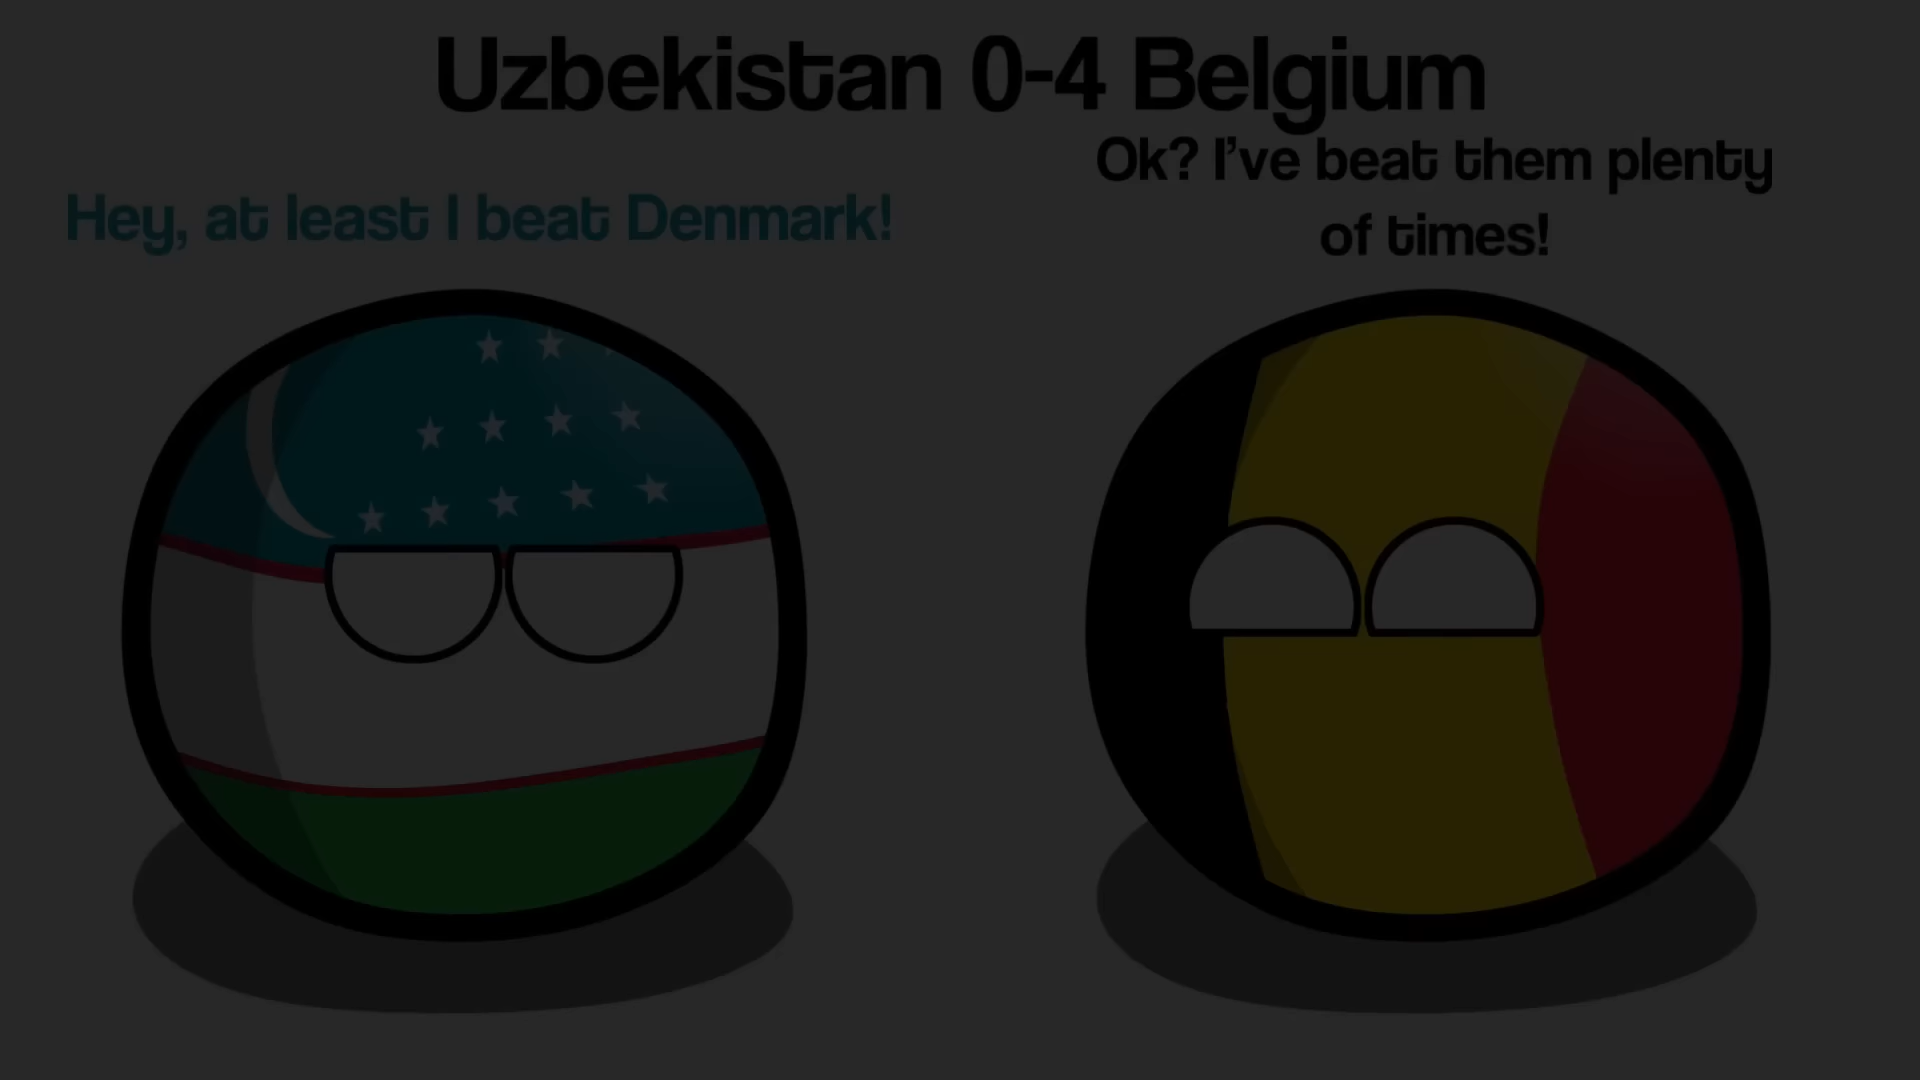 Uzbekistan 0-4 Belgium
Hey, at least I beat Denmark!
Ok? I've beat them plenty
of times!